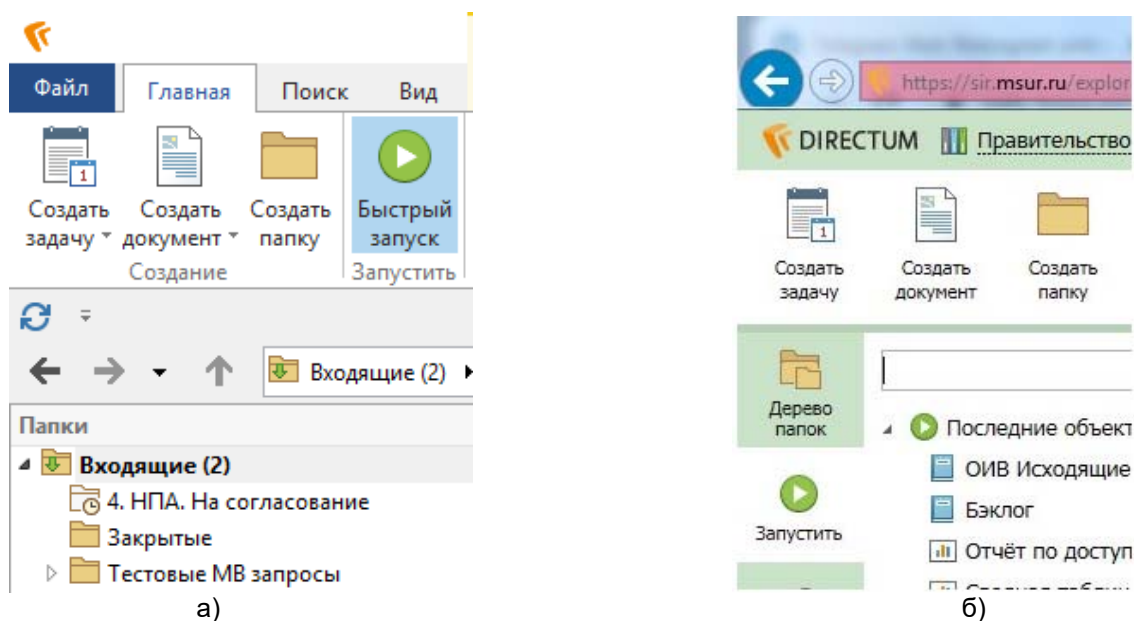 Файл Главная Поиск Вид
Создать задачу
Создать документ
Создать папку
Быстрый запуск
Создание
Запустить
Входящие (2)
Папки
Входящие (2)
4. НПА. На согласование
Закрытые
Тестовые МВ запросы
а)
https://sir.msur.ru/explor
DIRECTUM Правительство
Создать задачу
Создать документ
Создать папку
Дерево папок
Последние объект
ОИВ Исходящие
Бэклог
Запустить
Отчёт по доступ
б)